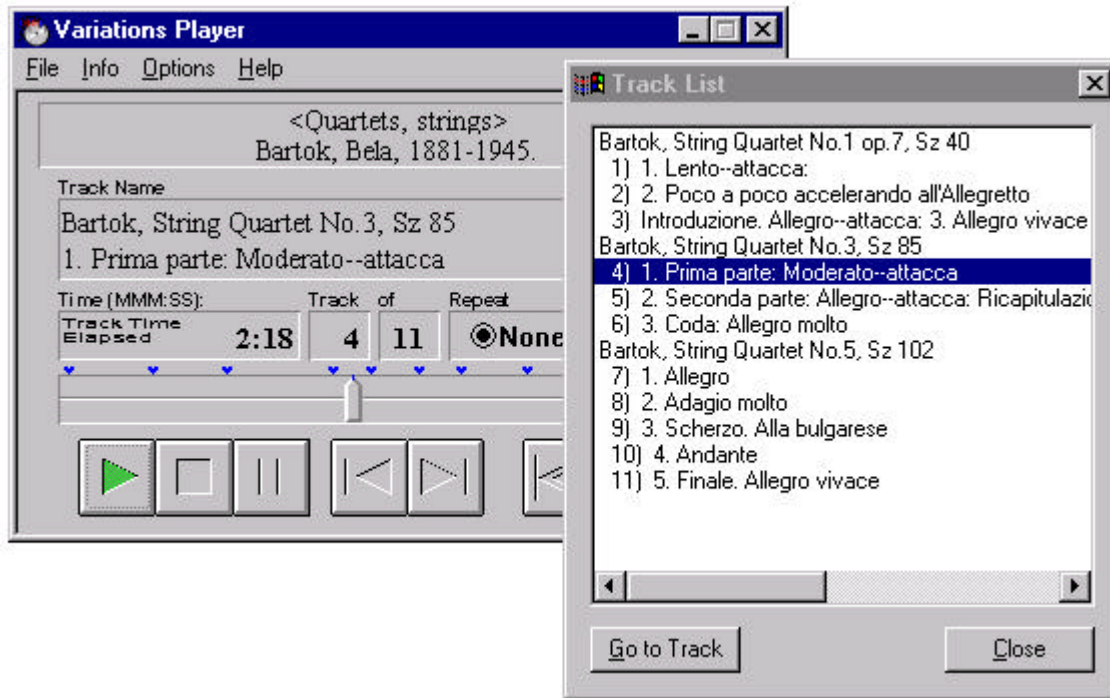 Variations Player
File Info Options Help
<Quartets, strings>
Bartok, Bela, 1881-1945.
Track Name
Bartok, String Quartet No.3, Sz 85
1. Prima parte: Moderato--attacca
Time (MMM:SS): Track of Repeat
Track Time
Elapsed 2:18 4 11 None
Track List
Bartok, String Quartet No.1 op.7, Sz 40
1) 1. Lento--attacca:
2) 2. Poco a poco accelerando all'Allegretto
3) Introduzione. Allegro--attacca: 3. Allegro vivace
Bartok, String Quartet No.3, Sz 85
4) 1. Prima parte: Moderato--attacca
5) 2. Seconda parte: Allegro--attacca: Ricapitulazio
6) 3. Coda: Allegro molto
Bartok, String Quartet No.5, Sz 102
7) 1. Allegro
8) 2. Adagio molto
9) 3. Scherzo. Alla bulgarese
10) 4. Andante
11) 5. Finale. Allegro vivace
Go to Track Close